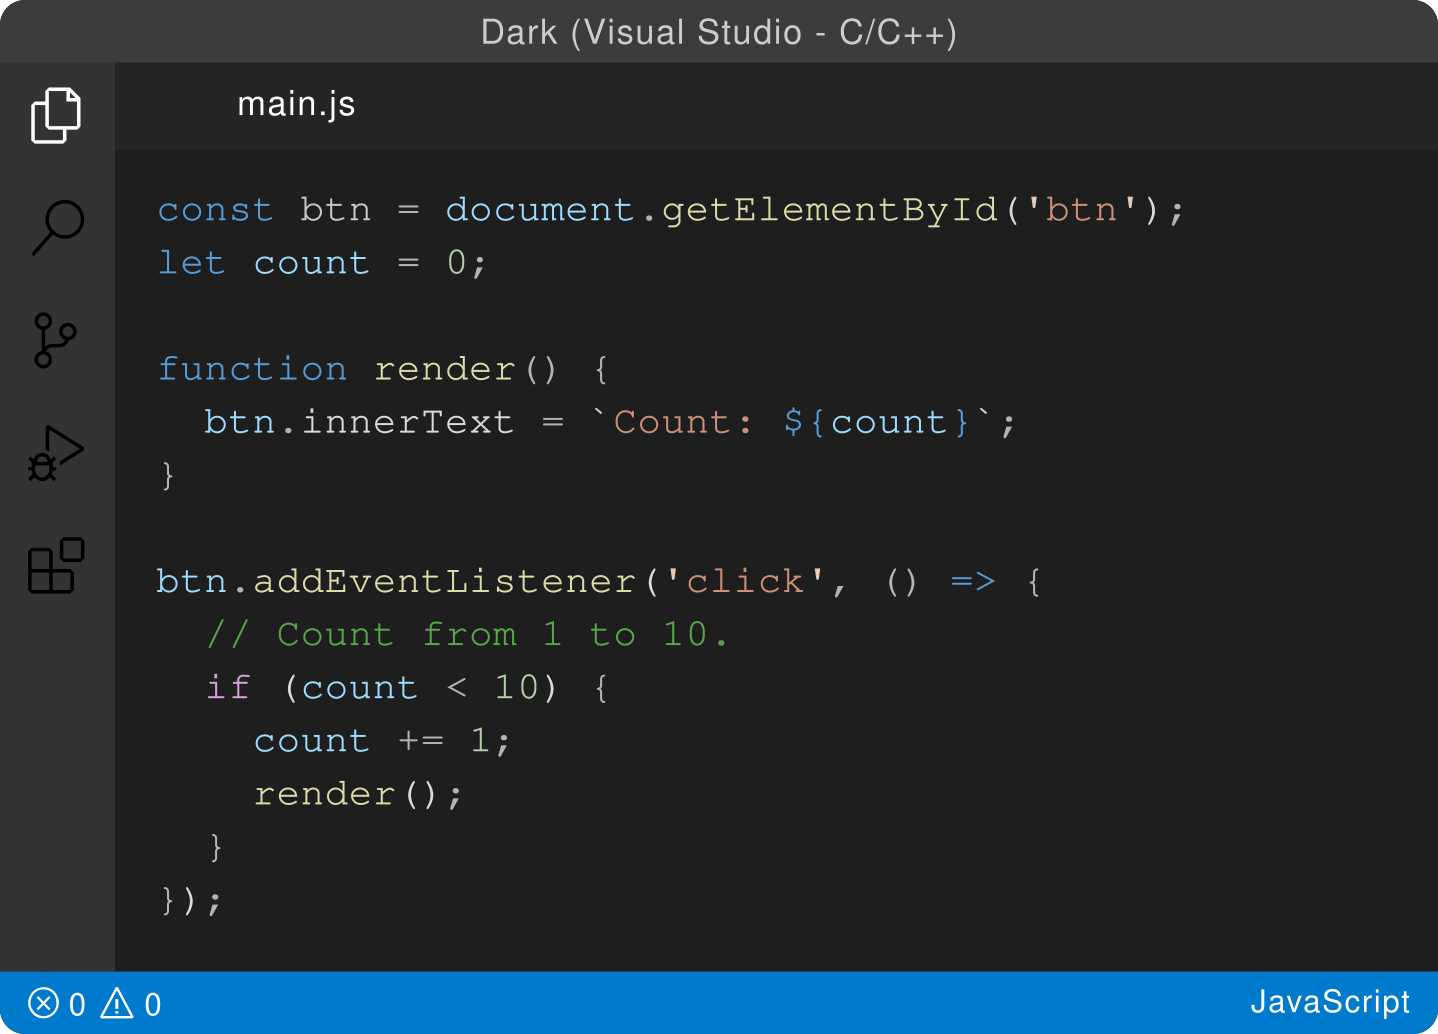 Dark (Visual Studio - C/C++)
main.js
const btn = document.getElementById('btn');
let count = 0;
function render() {
  btn.innerText = `Count: ${count}`;
}
btn.addEventListener('click', () => {
  // Count from 1 to 10.
  if (count < 10) {
    count += 1;
    render();
  }
});
0 0 JavaScript